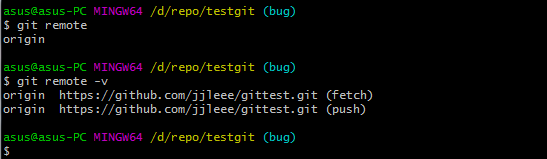 asus@asus-PC MINGW64 /d/repo/testgit (bug)
$ git remote
origin
asus@asus-PC MINGW64 /d/repo/testgit (bug)
$ git remote -v
origin  https://github.com/jjleee/gittest.git (fetch)
origin  https://github.com/jjleee/gittest.git (push)
asus@asus-PC MINGW64 /d/repo/testgit (bug)
$